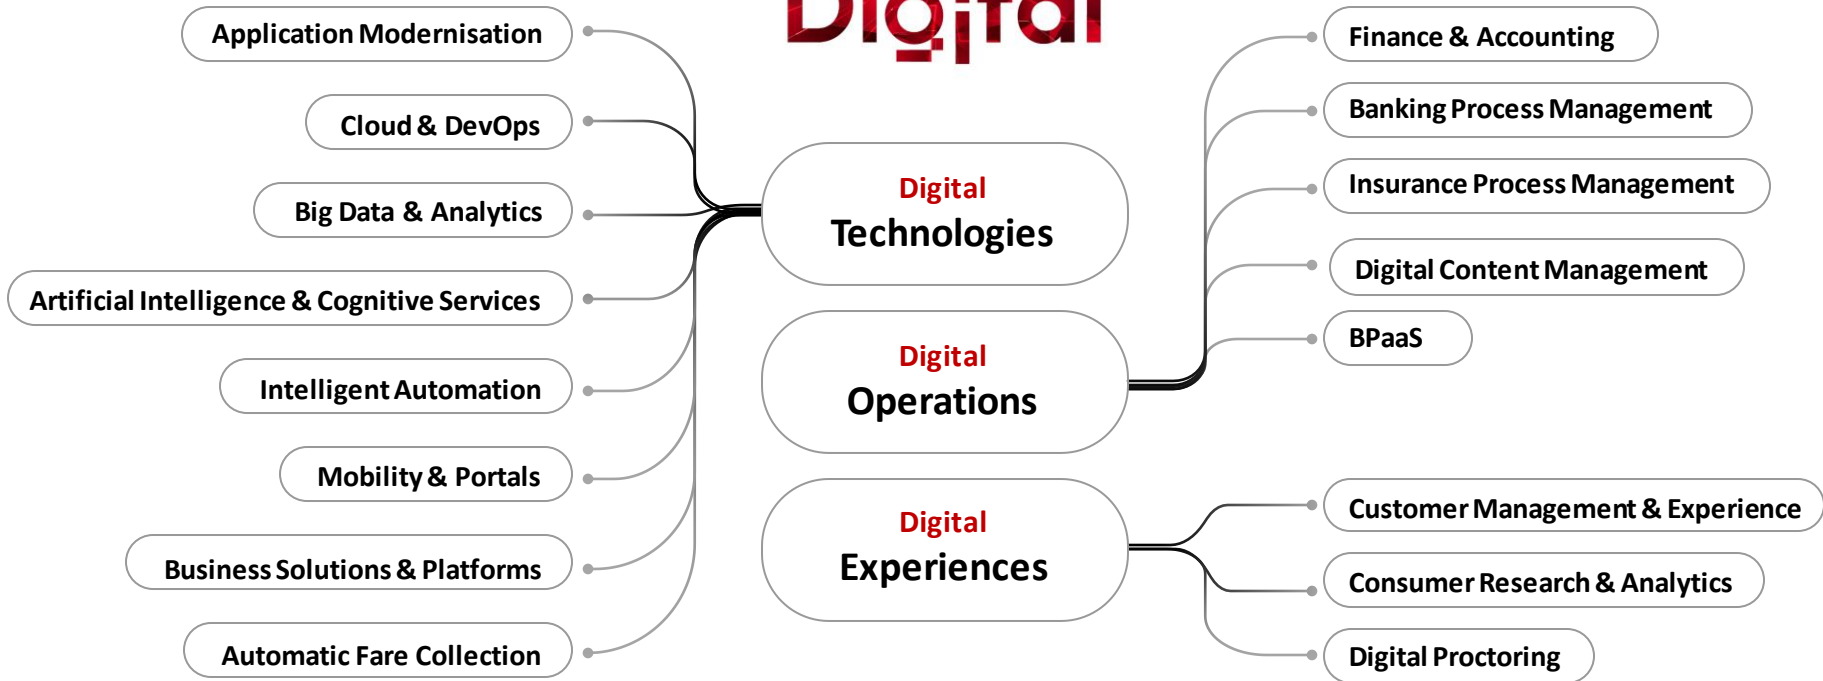 Digital
Application Modernisation
Cloud & DevOps
Big Data & Analytics
Artificial Intelligence & Cognitive Services
Intelligent Automation
Mobility & Portals
Business Solutions & Platforms
Automatic Fare Collection
Digital
Technologies
Digital
Operations
Digital
Experiences
Finance & Accounting
Banking Process Management
Insurance Process Management
Digital Content Management
BPaaS
Customer Management & Experience
Consumer Research & Analytics
Digital Proctoring